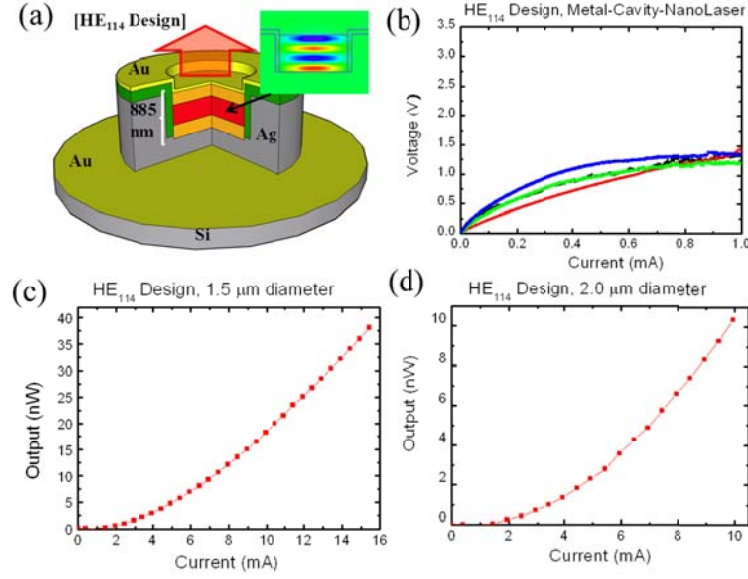 (a)
[HE114 Design]
Au
885
nm
Ag
Au
Si
(b)
HE114 Design, Metal-Cavity-NanoLaser
Voltage (V)
3.5
3.0
2.5
2.0
1.5
1.0
0.5
0.0
0.0 0.2 0.4 0.6 0.8 1.0
Current (mA)
(c)
HE114 Design, 1.5 μm diameter
Output (nW)
40
35
30
25
20
15
10
5
0
0 2 4 6 8 10 12 14 16
Current (mA)
(d)
HE114 Design, 2.0 μm diameter
Output (nW)
10
8
6
4
2
0
0 2 4 6 8 10
Current (mA)